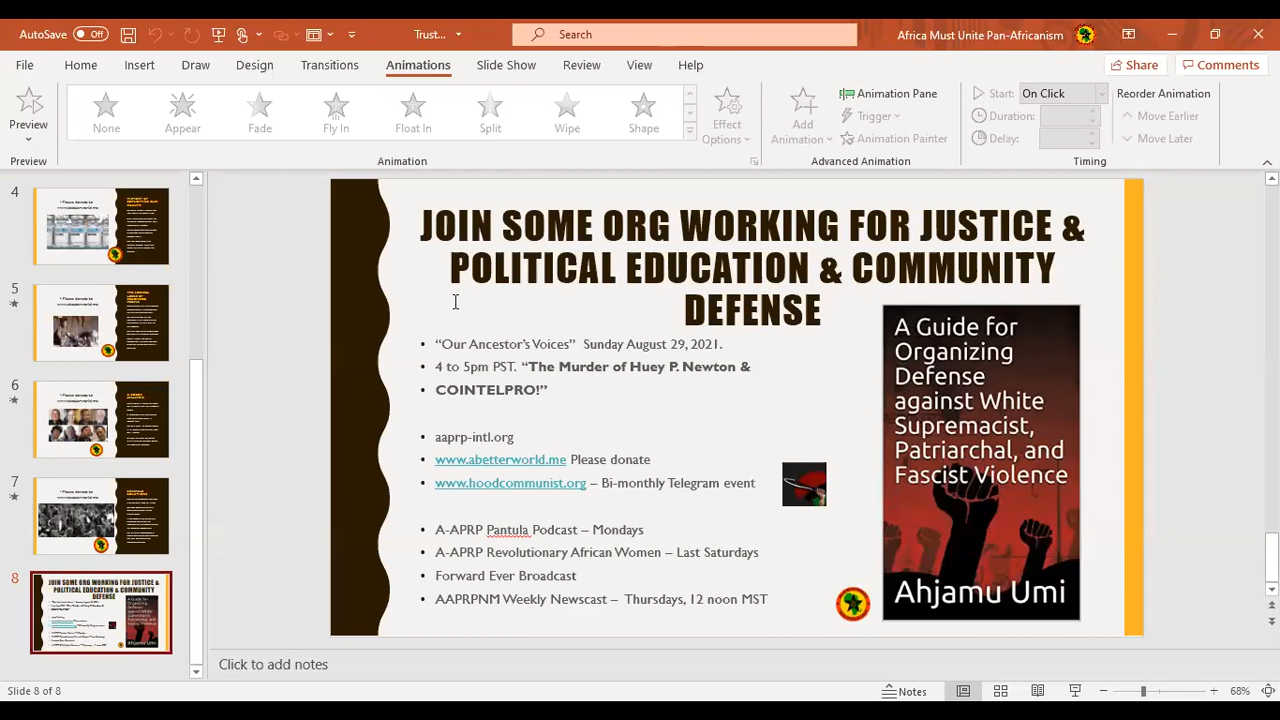 AutoSave Off Trust... Search Africa Must Unite Pan-Africanism
File Home Insert Draw Design Transitions Animations Slide Show Review View Help Share Comments
Preview None Appear Fade Fly In Float In Split Wipe Shape Effect Options Add Animation Animation Pane Trigger Animation Painter Start: On Click Duration: Delay: Reorder Animation Move Earlier Move Later
Preview Animation Advanced Animation Timing
4
5
6
7
8
JOIN SOME ORG WORKING FOR JUSTICE &
POLITICAL EDUCATION & COMMUNITY
DEFENSE
• “Our Ancestor’s Voices” Sunday August 29, 2021.
• 4 to 5pm PST. “The Murder of Huey P. Newton &
• COINTELPRO!”
• aaprp-intl.org
• www.abetterworld.me Please donate
• www.hoodcommunist.org – Bi-monthly Telegram event
• A-APRP Pantula Podcast – Mondays
• A-APRP Revolutionary African Women – Last Saturdays
• Forward Ever Broadcast
• AAPRPNM Weekly Newscast – Thursdays, 12 noon MST
A Guide for
Organizing
Defense
against White
Supremacist,
Patriarchal, and
Fascist Violence
Ahjamu Umi
Click to add notes
Slide 8 of 8 Notes 68%